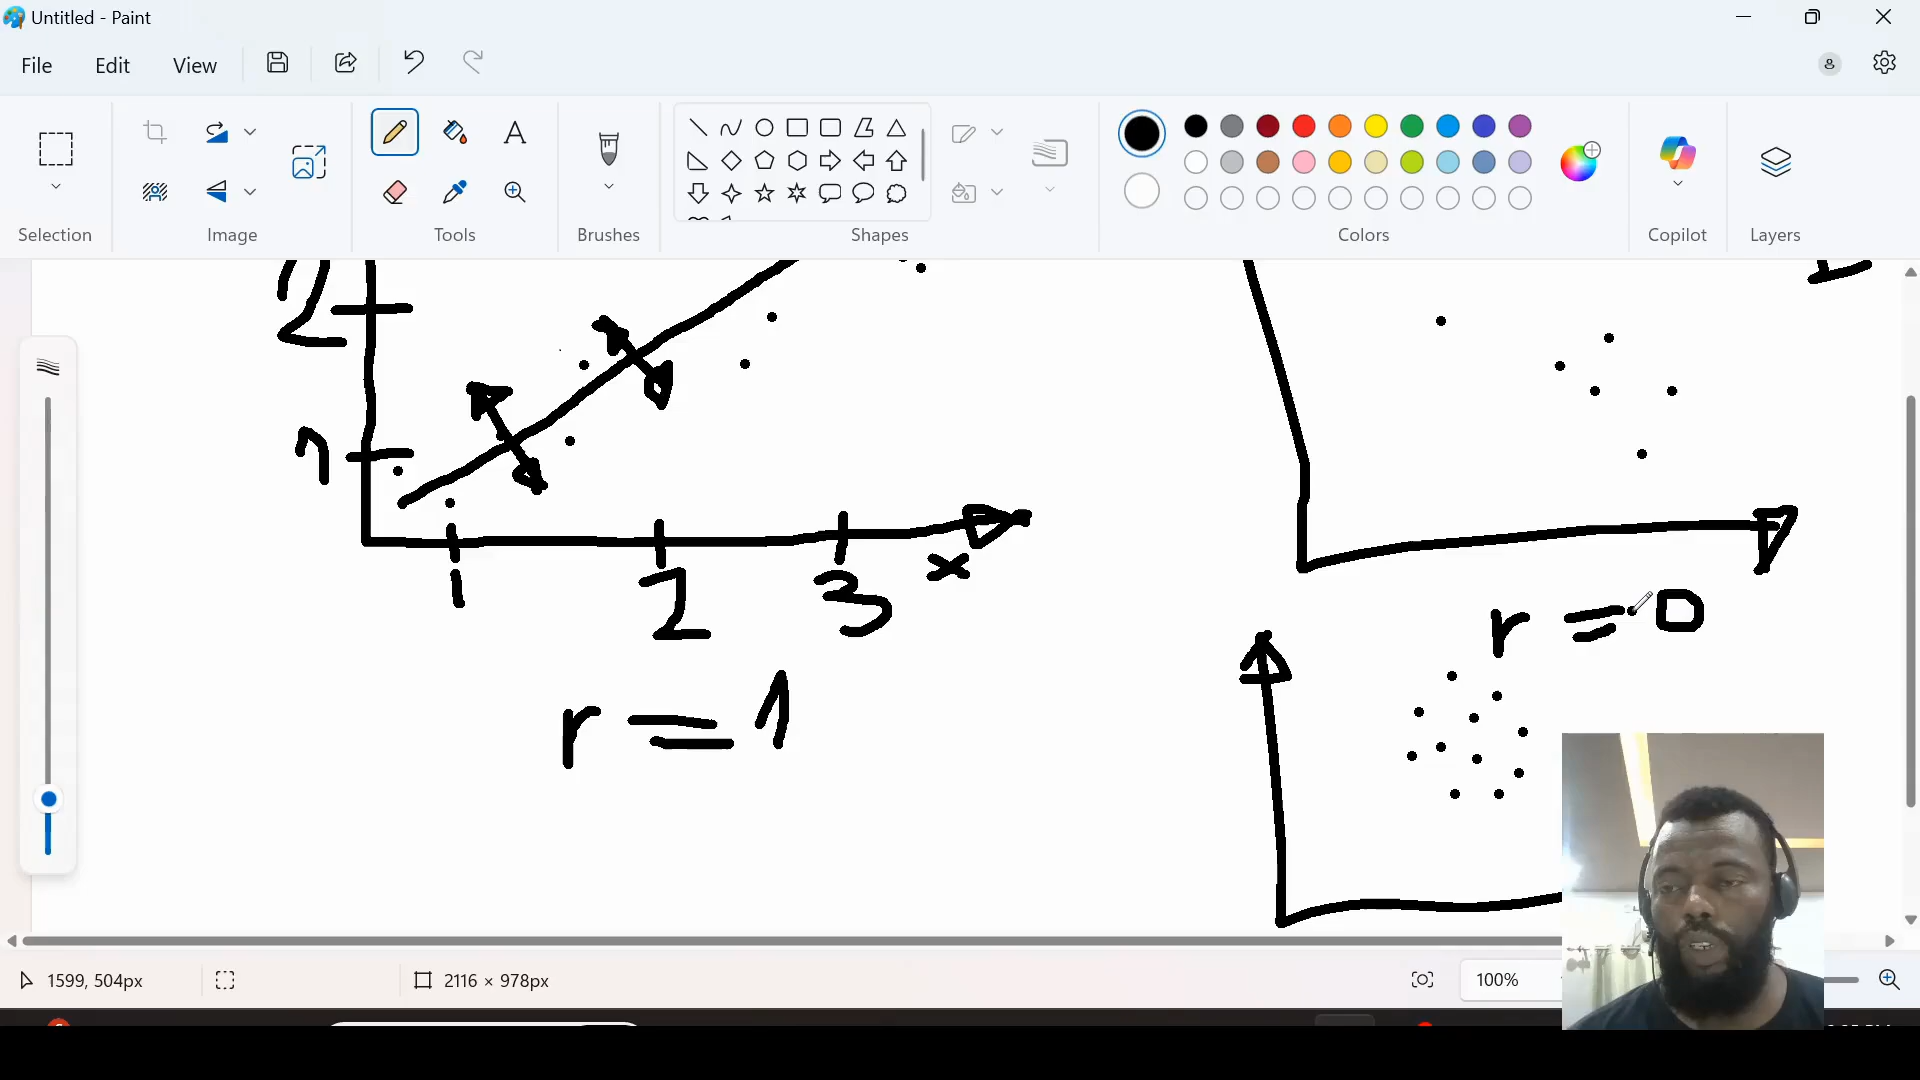 Untitled - Paint
File Edit View
Selection
Image
Tools
Brushes
Shapes
Colors
Copilot
Layers
2
1
x
1 2 3
r = 1
r = 0
1599, 504px
2116 × 978px
100%